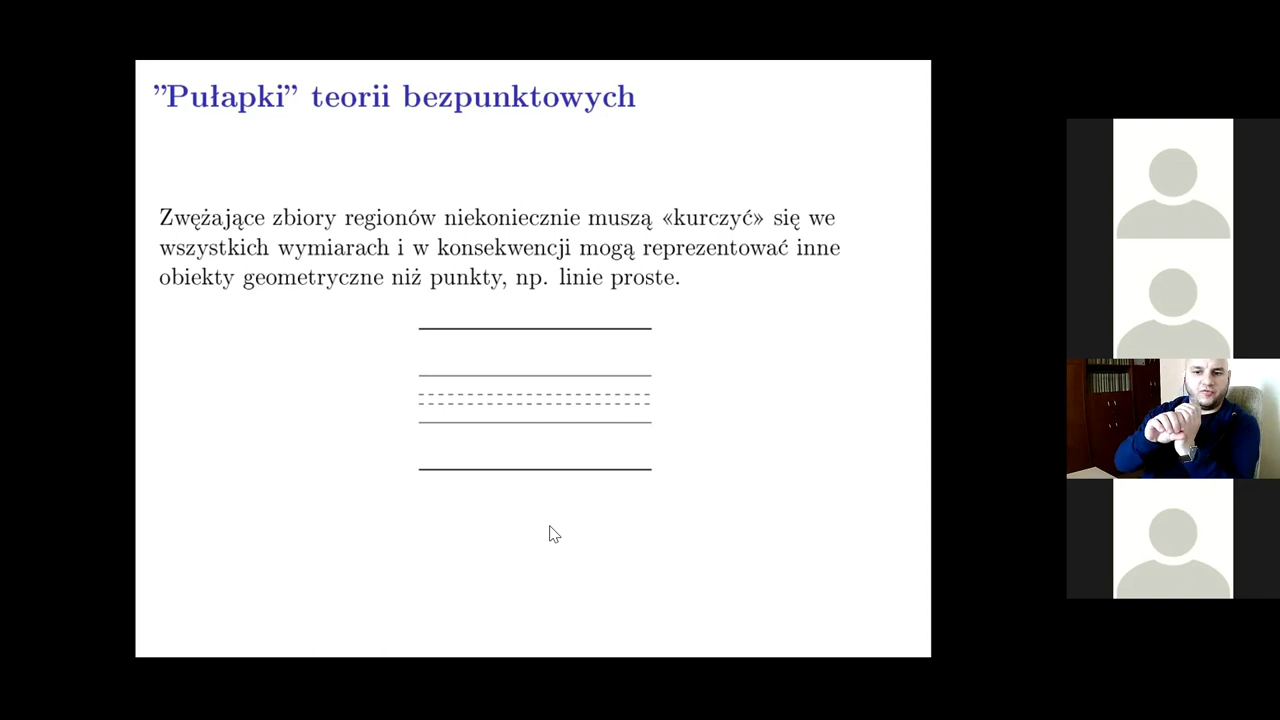 ”Pułapki” teorii bezpunktowych
Zwężające zbiory regionów niekoniecznie muszą «kurczyć» się we
wszystkich wymiarach i w konsekwencji mogą reprezentować inne
obiekty geometryczne niż punkty, np. linie proste.